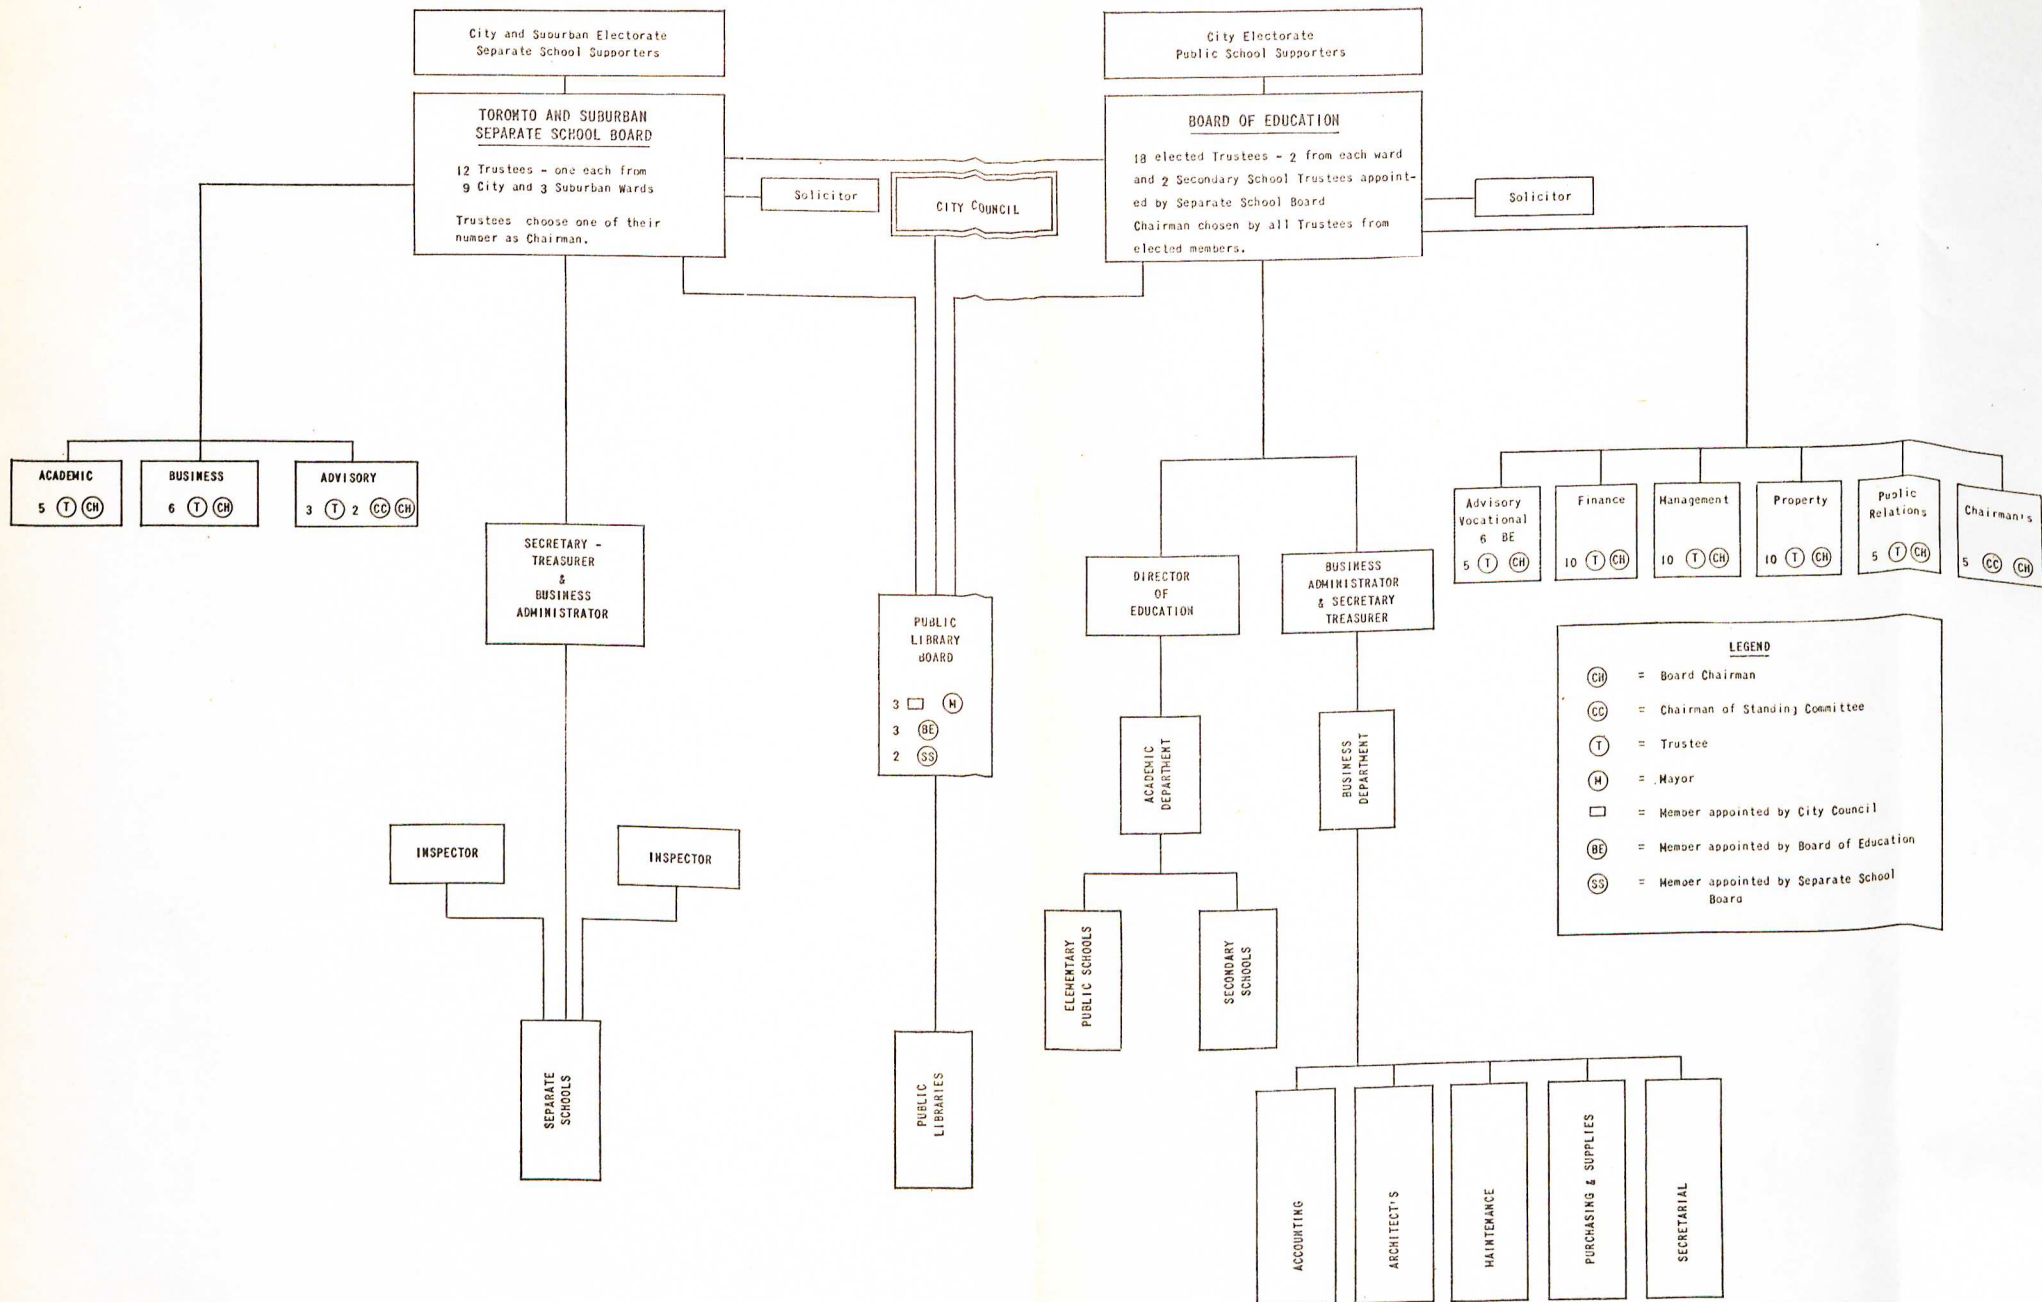 City and Suburban Electorate
Separate School Supporters
City Electorate
Public School Supporters
TORONTO AND SUBURBAN
SEPARATE SCHOOL BOARD
12 Trustees - one each from
9 City and 3 Suburban Wards
Trustees choose one of their
number as Chairman.
Solicitor
CITY COUNCIL
BOARD OF EDUCATION
18 elected Trustees - 2 from each ward
and 2 Secondary School Trustees appoint-
ed by Separate School Board
Chairman chosen by all Trustees from
elected members.
Solicitor
ACADEMIC
5 T CH
BUSINESS
6 T CH
ADVISORY
3 T 2 CC CH
SECRETARY -
TREASURER
&
BUSINESS
ADMINISTRATOR
PUBLIC
LIBRARY
BOARD
3 M
3 BE
2 SS
DIRECTOR
OF
EDUCATION
BUSINESS
ADMINISTRATOR
& SECRETARY
TREASURER
Advisory
Vocational
6 BE
5 T CH
Finance
10 T CH
Management
10 T CH
Property
10 T CH
Public
Relations
5 T CH
Chairman's
5 CC CH
LEGEND
CH = Board Chairman
CC = Chairman of Standing Committee
T = Trustee
M = Mayor
= Member appointed by City Council
BE = Member appointed by Board of Education
SS = Member appointed by Separate School
Board
ACADEMIC
DEPARTMENT
BUSINESS
DEPARTMENT
INSPECTOR
INSPECTOR
ELEMENTARY
PUBLIC SCHOOLS
SECONDARY
SCHOOLS
SEPARATE
SCHOOLS
PUBLIC
LIBRARIES
ACCOUNTING
ARCHITECT'S
MAINTENANCE
PURCHASING & SUPPLIES
SECRETARIAL